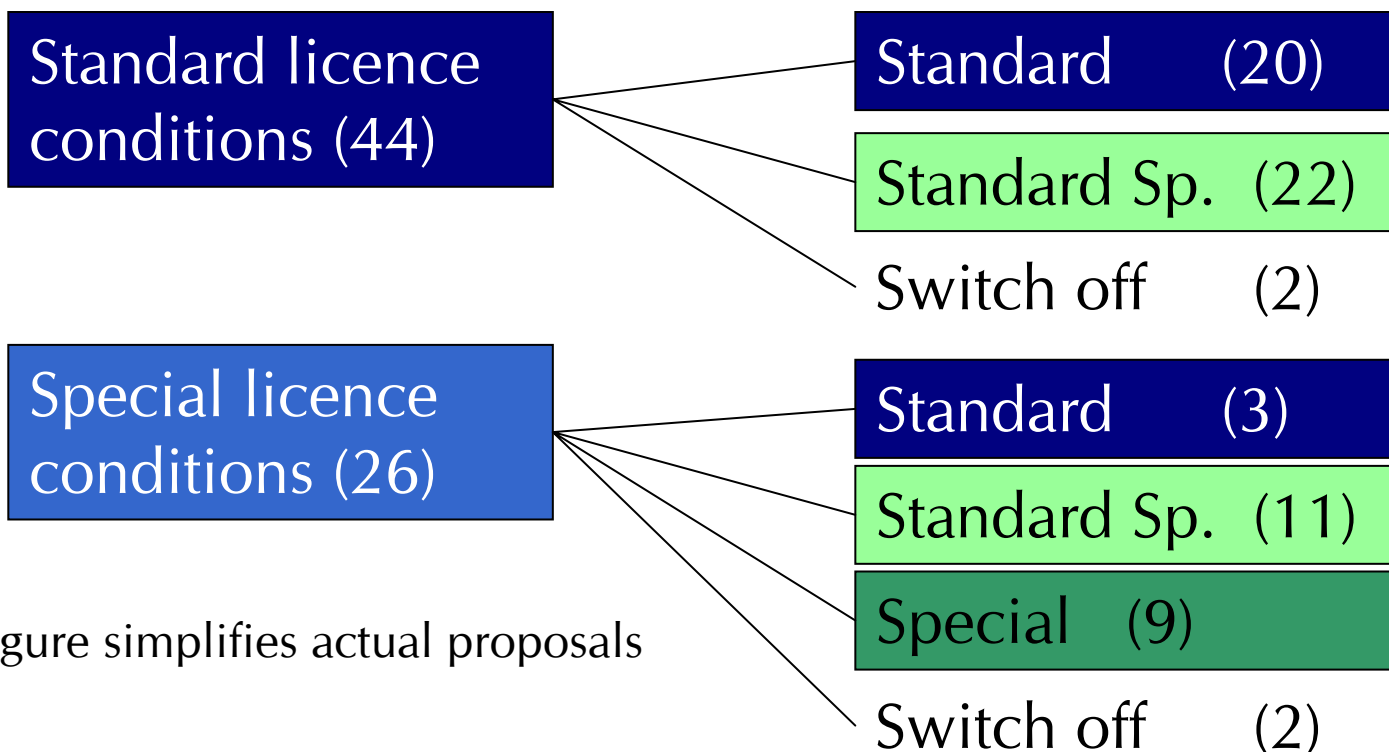 Standard licence
conditions (44)
Standard (20)
Standard Sp. (22)
Switch off (2)
Special licence
conditions (26)
Standard (3)
Standard Sp. (11)
Special (9)
Switch off (2)
gure simplifies actual proposals